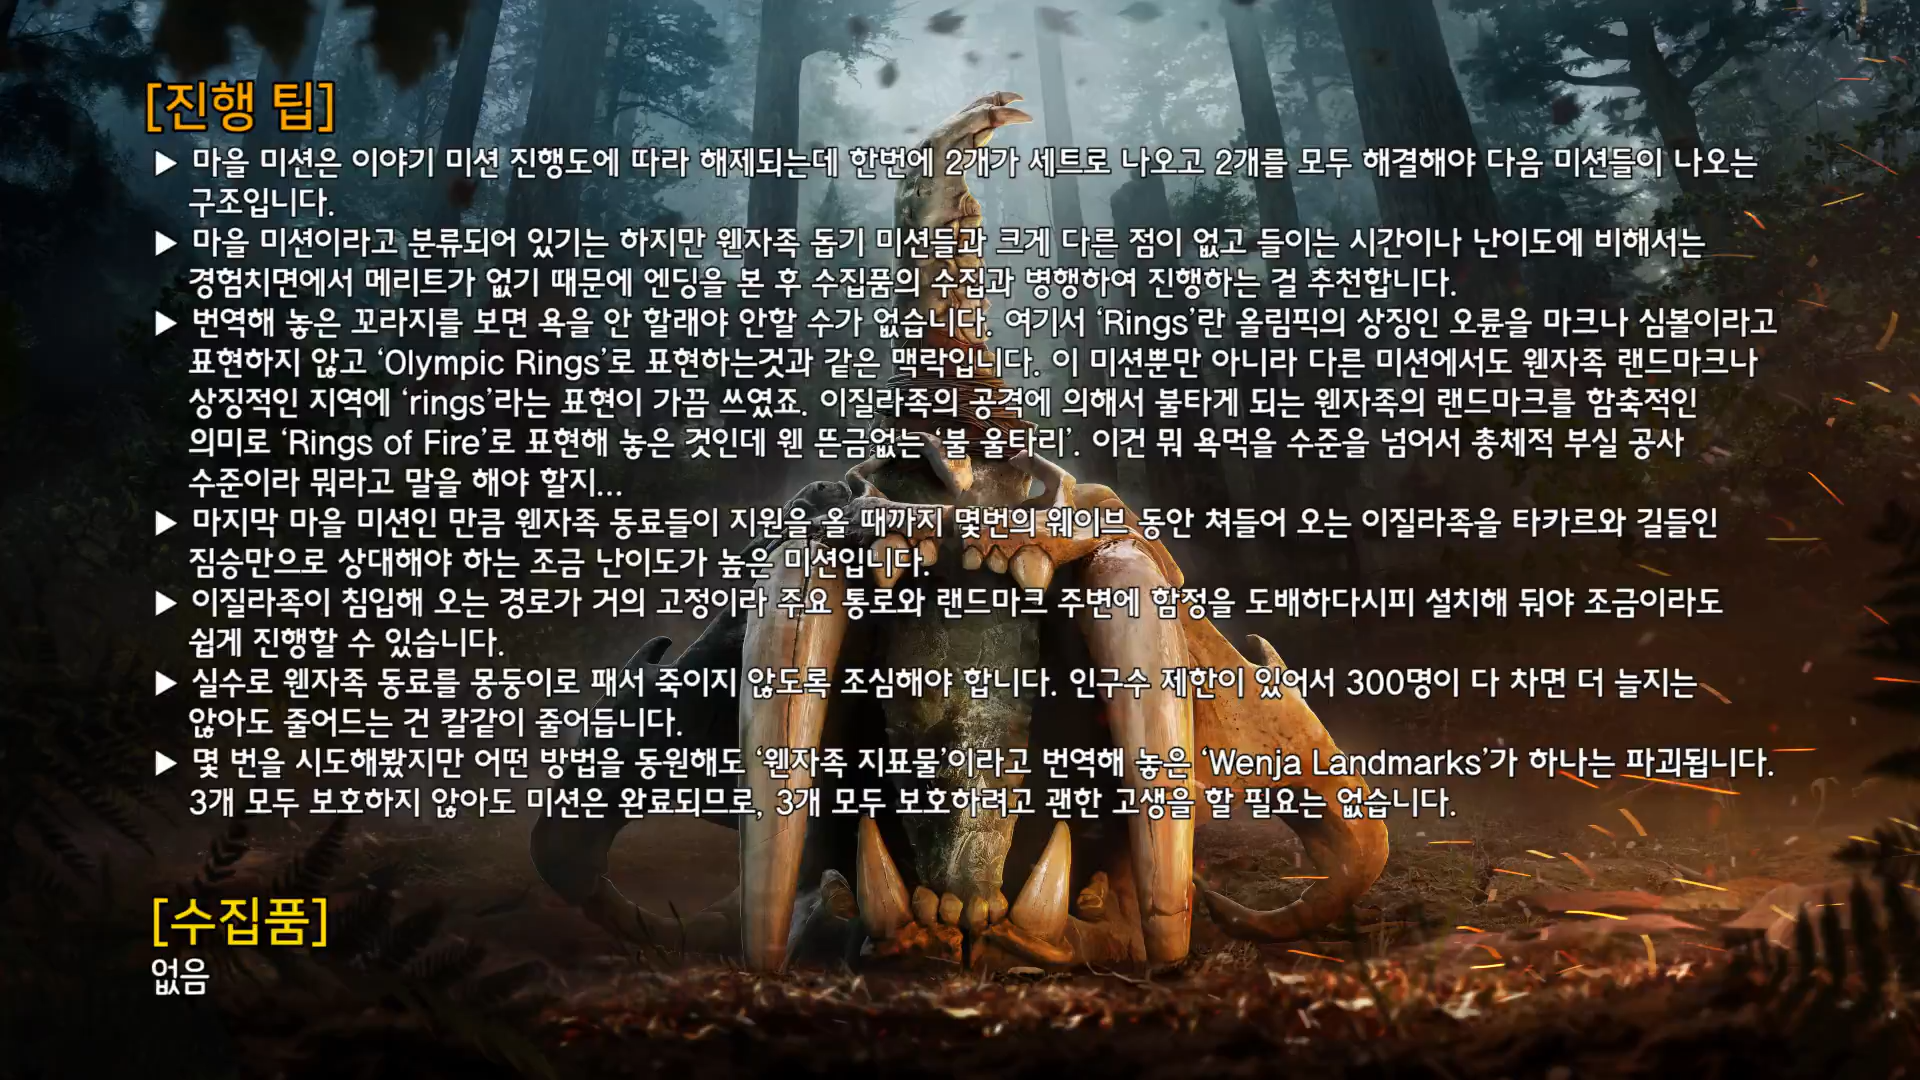 [진행 팁]
▶ 마을 미션은 이야기 미션 진행도에 따라 해제되는데 한번에 2개가 세트로 나오고 2개를 모두 해결해야 다음 미션들이 나오는
구조입니다.
▶ 마을 미션이라고 분류되어 있기는 하지만 웬자족 돕기 미션들과 크게 다른 점이 없고 들이는 시간이나 난이도에 비해서는
경험치면에서 메리트가 없기 때문에 엔딩을 본 후 수집품의 수집과 병행하여 진행하는 걸 추천합니다.
▶ 번역해 놓은 꼬라지를 보면 욕을 안 할래야 안할 수가 없습니다. 여기서 ‘Rings’란 올림픽의 상징인 오륜을 마크나 심볼이라고
표현하지 않고 ‘Olympic Rings’로 표현하는것과 같은 맥락입니다. 이 미션뿐만 아니라 다른 미션에서도 웬자족 랜드마크나
상징적인 지역에 ‘rings’라는 표현이 가끔 쓰였죠. 이질라족의 공격에 의해서 불타게 되는 웬자족의 랜드마크를 함축적인
의미로 ‘Rings of Fire’로 표현해 놓은 것인데 웬 뜬금없는 ‘불 울타리’. 이건 뭐 욕먹을 수준을 넘어서 총체적 부실 공사
수준이라 뭐라고 말을 해야 할지...
▶ 마지막 마을 미션인 만큼 웬자족 동료들이 지원을 올 때까지 몇번의 웨이브 동안 쳐들어 오는 이질라족을 타카르와 길들인
짐승만으로 상대해야 하는 조금 난이도가 높은 미션입니다.
▶ 이질라족이 침입해 오는 경로가 거의 고정이라 주요 통로와 랜드마크 주변에 함정을 도배하다시피 설치해 둬야 조금이라도
쉽게 진행할 수 있습니다.
▶ 실수로 웬자족 동료를 몽둥이로 패서 죽이지 않도록 조심해야 합니다. 인구수 제한이 있어서 300명이 다 차면 더 늘지는
않아도 줄어드는 건 칼같이 줄어듭니다.
▶ 몇 번을 시도해봤지만 어떤 방법을 동원해도 ‘웬자족 지표물’이라고 번역해 놓은 ‘Wenja Landmarks’가 하나는 파괴됩니다.
3개 모두 보호하지 않아도 미션은 완료되므로, 3개 모두 보호하려고 괜한 고생을 할 필요는 없습니다.
[수집품]
없음